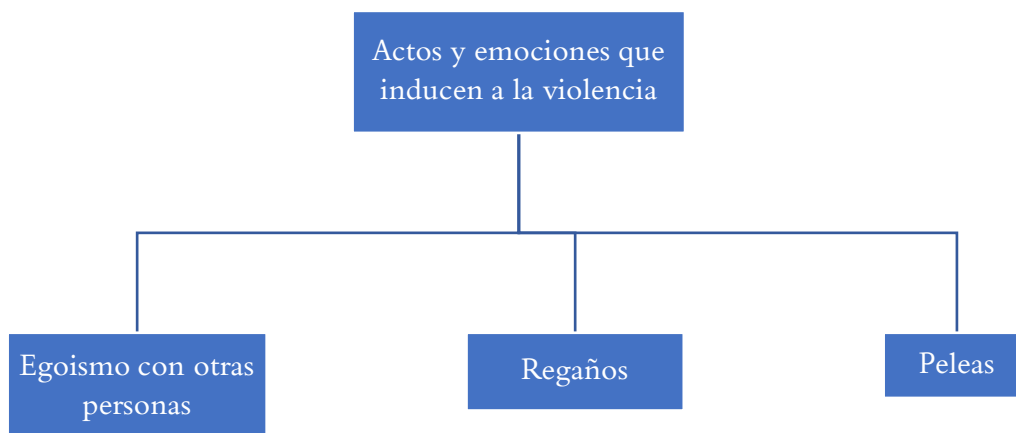 Actos y emociones que
inducen a la violencia
Egoismo con otras
personas
Regaños
Peleas